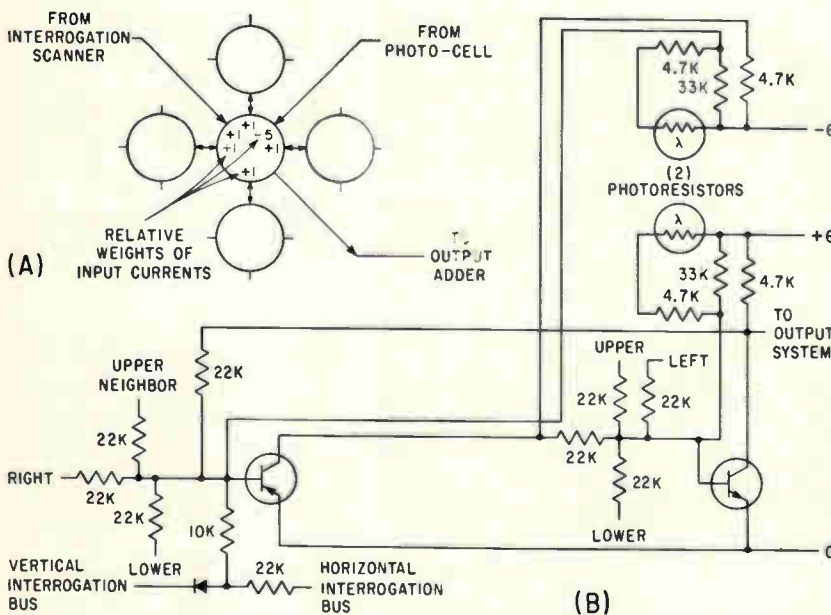 FROM
INTERROGATION
SCANNER
FROM
PHOTO-CELL
+1
+1 -5
+1 +1
+1
RELATIVE
WEIGHTS OF
INPUT CURRENTS
TO
OUTPUT
ADDER
(A)
4.7K
33K
4.7K
-6
λ
(2)
PHOTORESISTORS
λ
+6
33K
4.7K
4.7K
TO
OUTPUT
SYSTEM
UPPER
NEIGHBOR
22K
UPPER
LEFT
22K
22K
22K
RIGHT
22K
22K
22K
22K
LOWER
10K
LOWER
VERTICAL
INTERROGATION
BUS
22K
HORIZONTAL
INTERROGATION
BUS
0
(B)